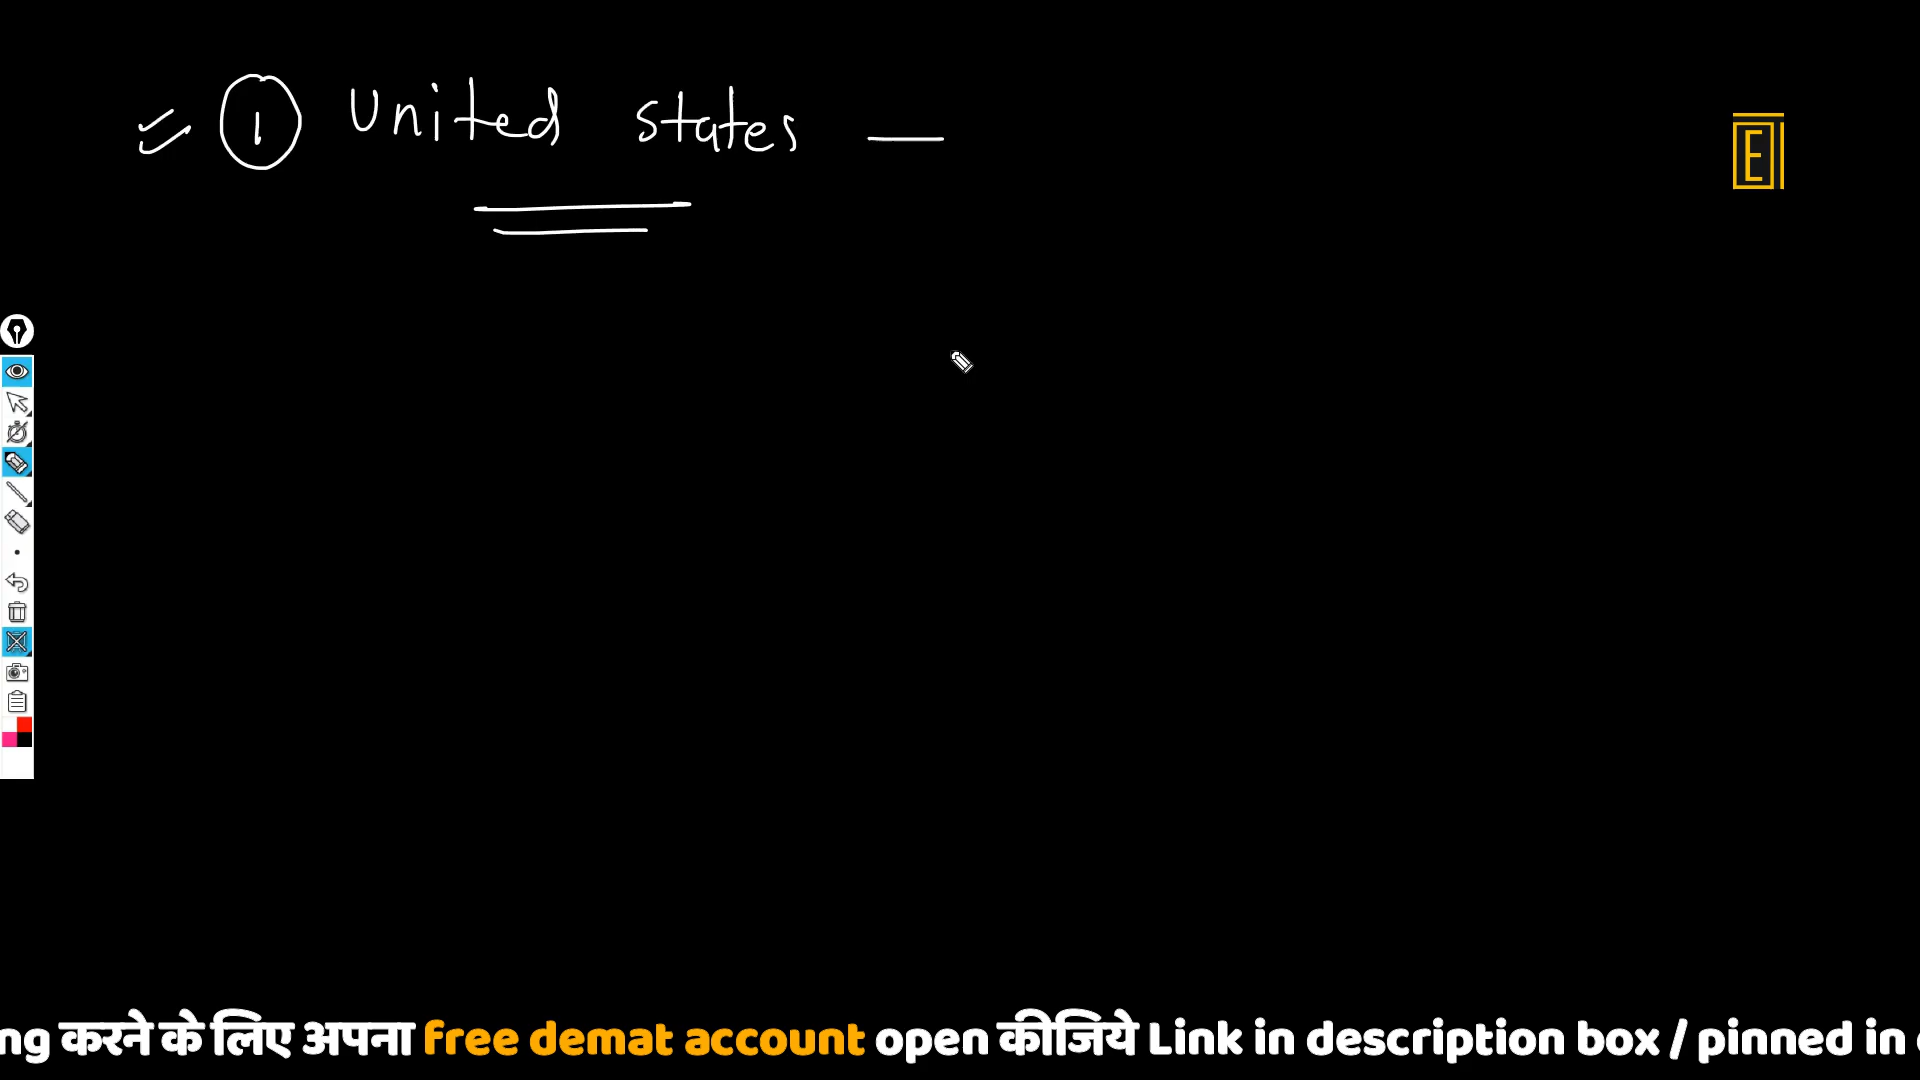 ① United states —
E
ng करने के लिए अपना free demat account open कीजिये Link in description box / pinned in